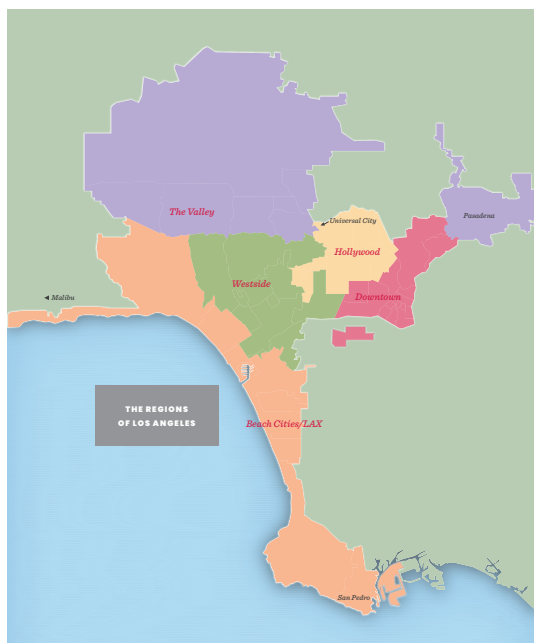 The Valley
Universal City
Pasadena
Hollywood
Westside
Downtown
Malibu
THE REGIONS
OF LOS ANGELES
Beach Cities/LAX
San Pedro